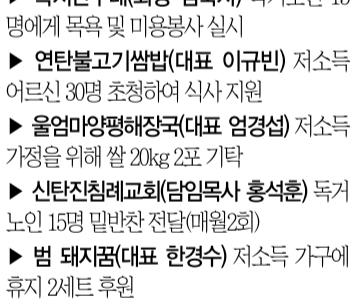 명에게 목욕 및 미용봉사 실시
▶ 연탄불고기쌈밥(대표 이규빈) 저소득
어르신 30명 초청하여 식사 지원
▶ 울엄마양평해장국(대표 엄경섭) 저소득
가정을 위해 쌀 20kg 2포 기탁
▶ 신탄진침례교회(담임목사 홍석훈) 독거
노인 15명 밑반찬 전달(매월2회)
▶ 범 돼지꿈(대표 한경수) 저소득 가구에
휴지 2세트 후원